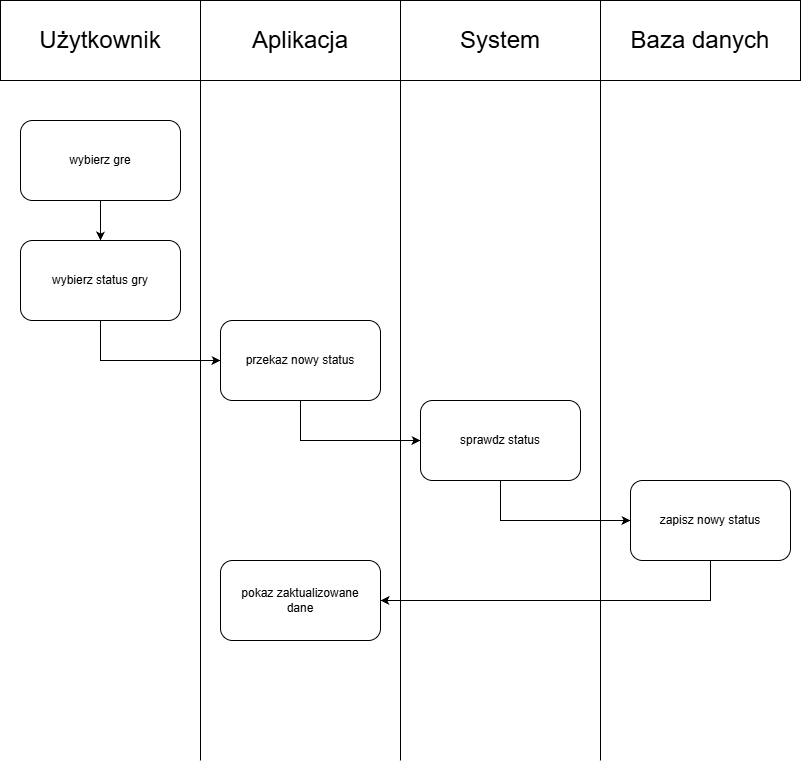 Użytkownik
Aplikacja
System
Baza danych
wybierz gre
wybierz status gry
przekaz nowy status
sprawdz status
zapisz nowy status
pokaz zaktualizowane
dane